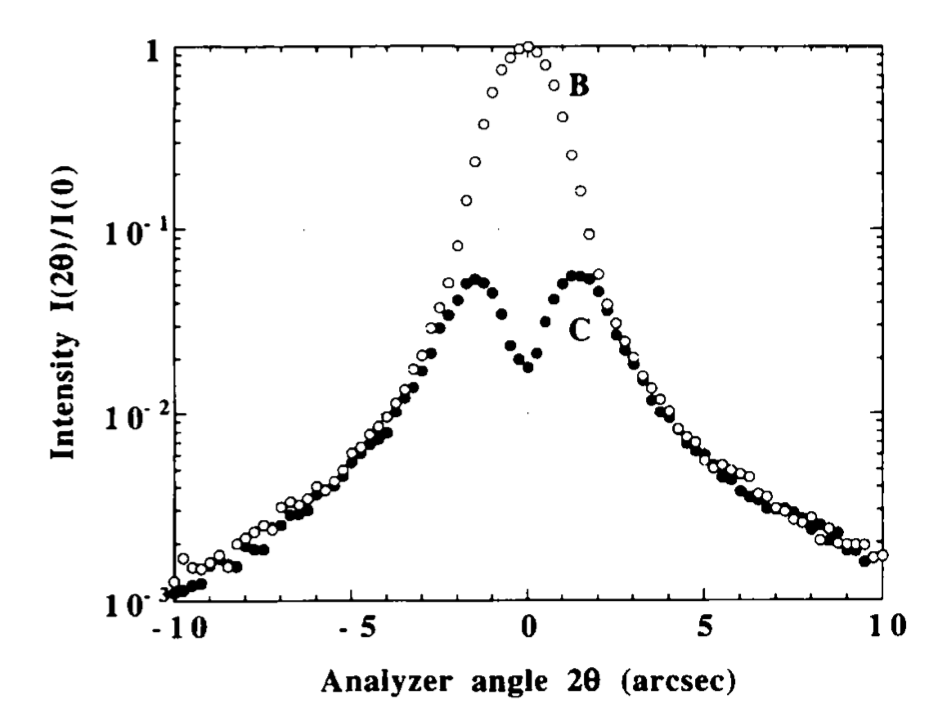 1
B
10-1
C
10-2
10-3
-10
-5
0
5
10
Intensity I(2θ)/I(0)
Analyzer angle 2θ (arcsec)